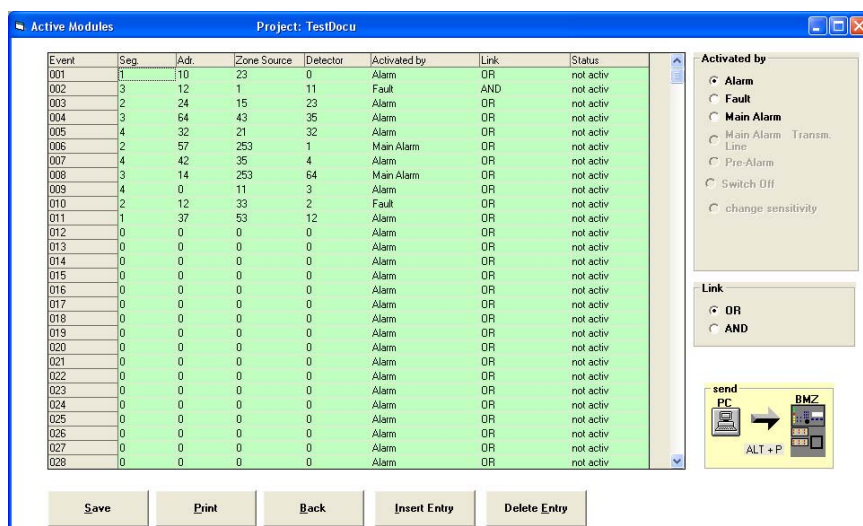 Active Modules Project: TestDocu
Event Seg. Adr. Zone Source Detector Activated by Link Status
001 1 10 23 0 Alarm OR not activ
002 3 12 1 11 Fault AND not activ
003 2 24 15 23 Alarm OR not activ
004 3 64 43 35 Alarm OR not activ
005 4 32 21 32 Alarm OR not activ
006 2 57 253 1 Main Alarm OR not activ
007 4 42 35 4 Alarm OR not activ
008 3 14 253 64 Main Alarm OR not activ
009 4 0 11 3 Alarm OR not activ
010 2 12 33 2 Fault OR not activ
011 1 37 53 12 Alarm OR not activ
012 0 0 0 0 Alarm OR not activ
013 0 0 0 0 Alarm OR not activ
014 0 0 0 0 Alarm OR not activ
015 0 0 0 0 Alarm OR not activ
016 0 0 0 0 Alarm OR not activ
017 0 0 0 0 Alarm OR not activ
018 0 0 0 0 Alarm OR not activ
019 0 0 0 0 Alarm OR not activ
020 0 0 0 0 Alarm OR not activ
021 0 0 0 0 Alarm OR not activ
022 0 0 0 0 Alarm OR not activ
023 0 0 0 0 Alarm OR not activ
024 0 0 0 0 Alarm OR not activ
025 0 0 0 0 Alarm OR not activ
026 0 0 0 0 Alarm OR not activ
027 0 0 0 0 Alarm OR not activ
028 0 0 0 0 Alarm OR not activ
Activated by
Alarm
Fault
Main Alarm
Main Alarm Transm.
Line
Pre-Alarm
Switch Off
change sensitivity
Link
OR
AND
send
PC BMZ
ALT + P
Save Print Back Insert Entry Delete Entry